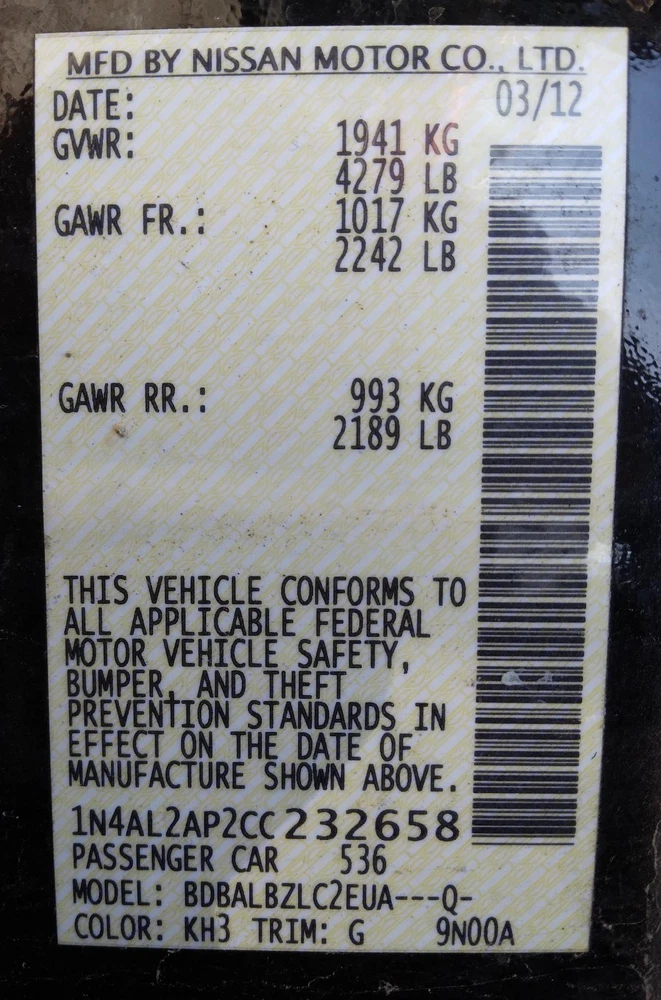 MFD BY NISSAN MOTOR CO., LTD.
DATE: 03/12
GVWR: 1941 KG
4279 LB
GAWR FR.: 1017 KG
2242 LB
GAWR RR.: 993 KG
2189 LB
THIS VEHICLE CONFORMS TO
ALL APPLICABLE FEDERAL
MOTOR VEHICLE SAFETY,
BUMPER, AND THEFT
PREVENTION STANDARDS IN
EFFECT ON THE DATE OF
MANUFACTURE SHOWN ABOVE.
1N4AL2AP2CC232658
PASSENGER CAR 536
MODEL: BDBALBZLC2EUA---Q-
COLOR: KH3 TRIM: G 9N00A